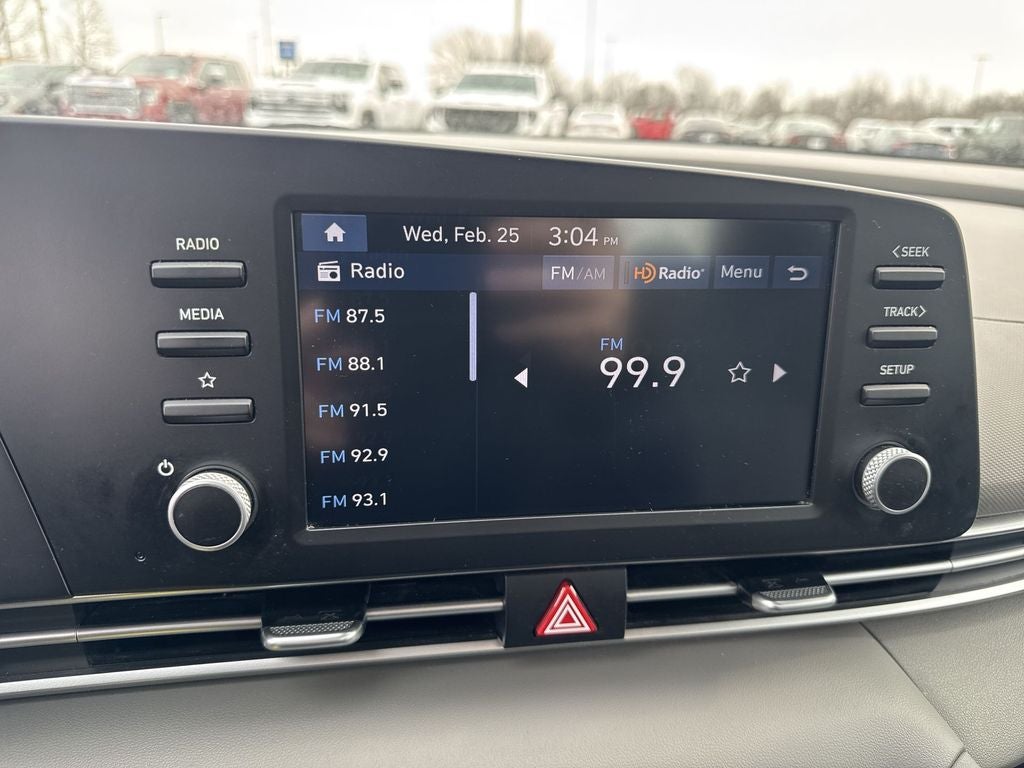 RADIO
MEDIA
Wed, Feb. 25 3:04 PM
Radio FM/AM HD Radio Menu
FM 87.5
FM 88.1
FM 91.5
FM 92.9
FM 93.1
FM
99.9
<SEEK
TRACK>
SETUP